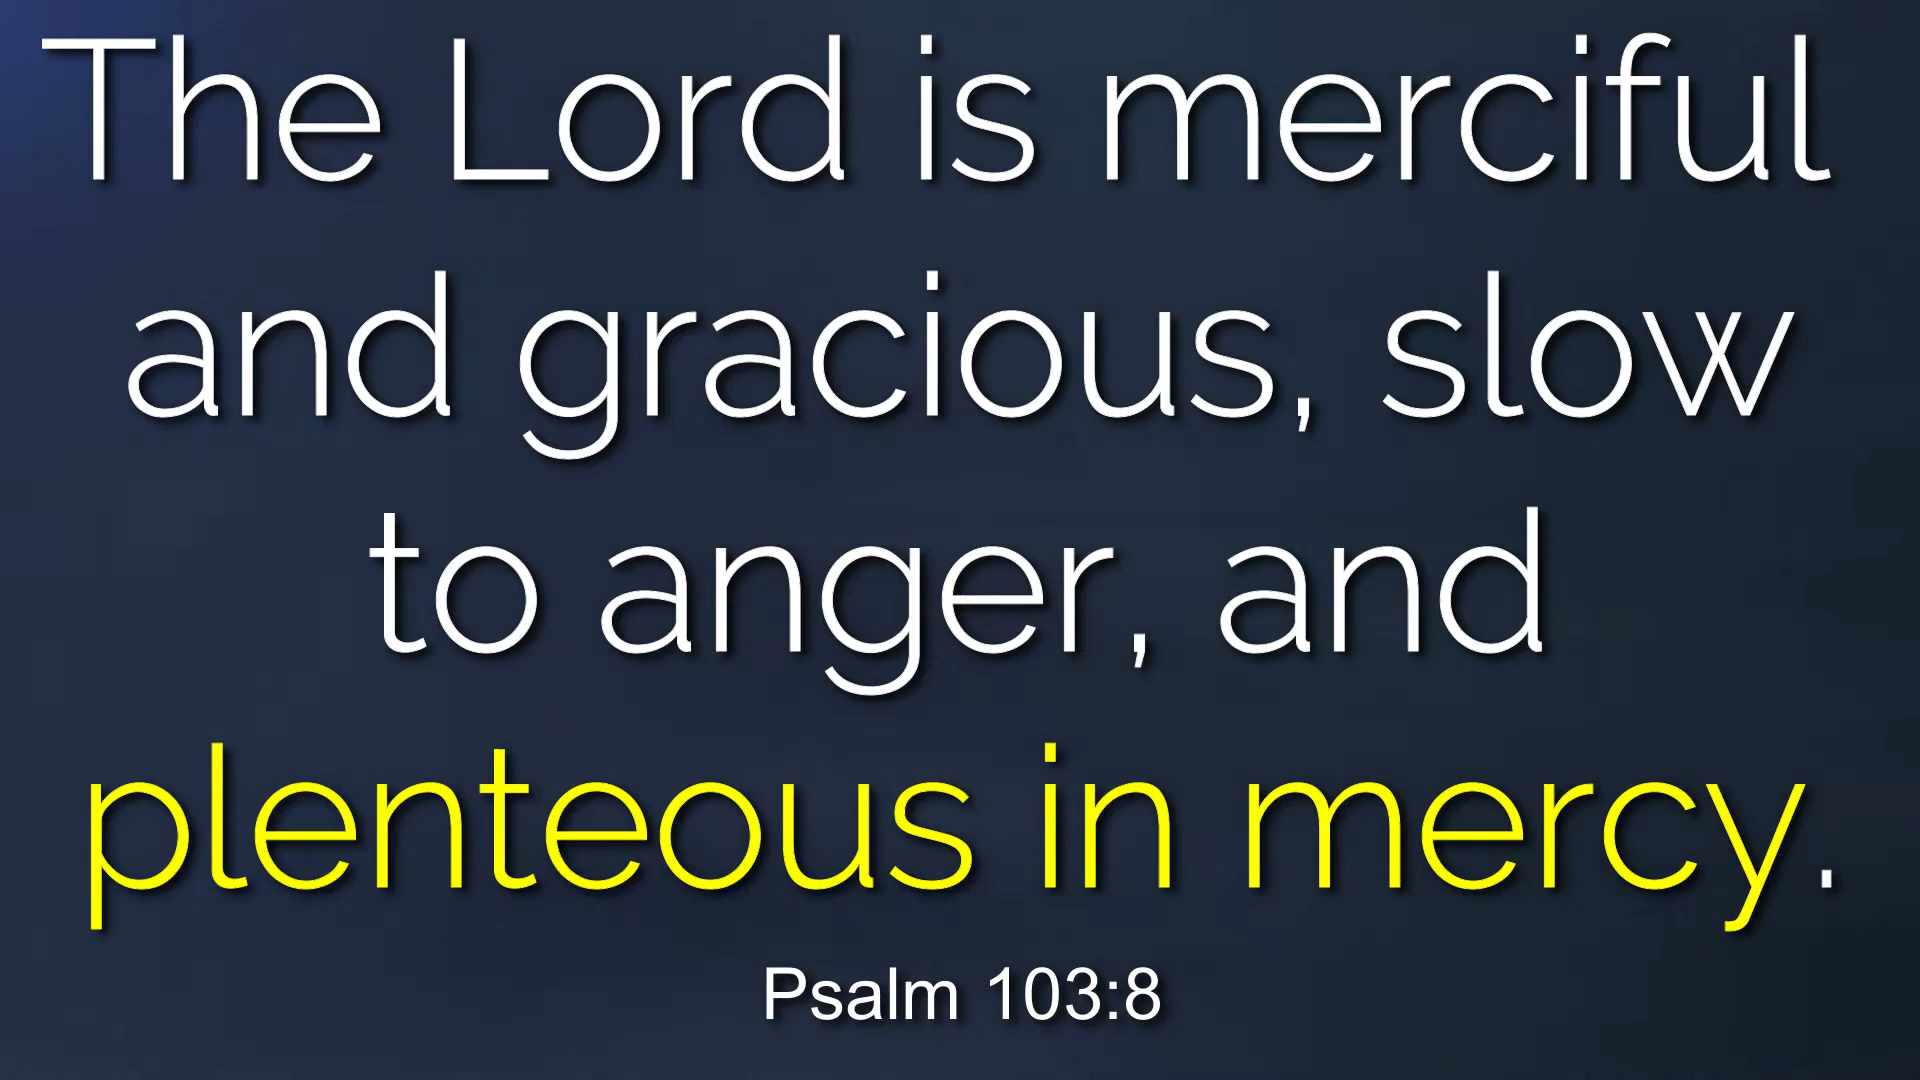 The Lord is merciful
and gracious, slow
to anger, and
plenteous in mercy.
Psalm 103:8